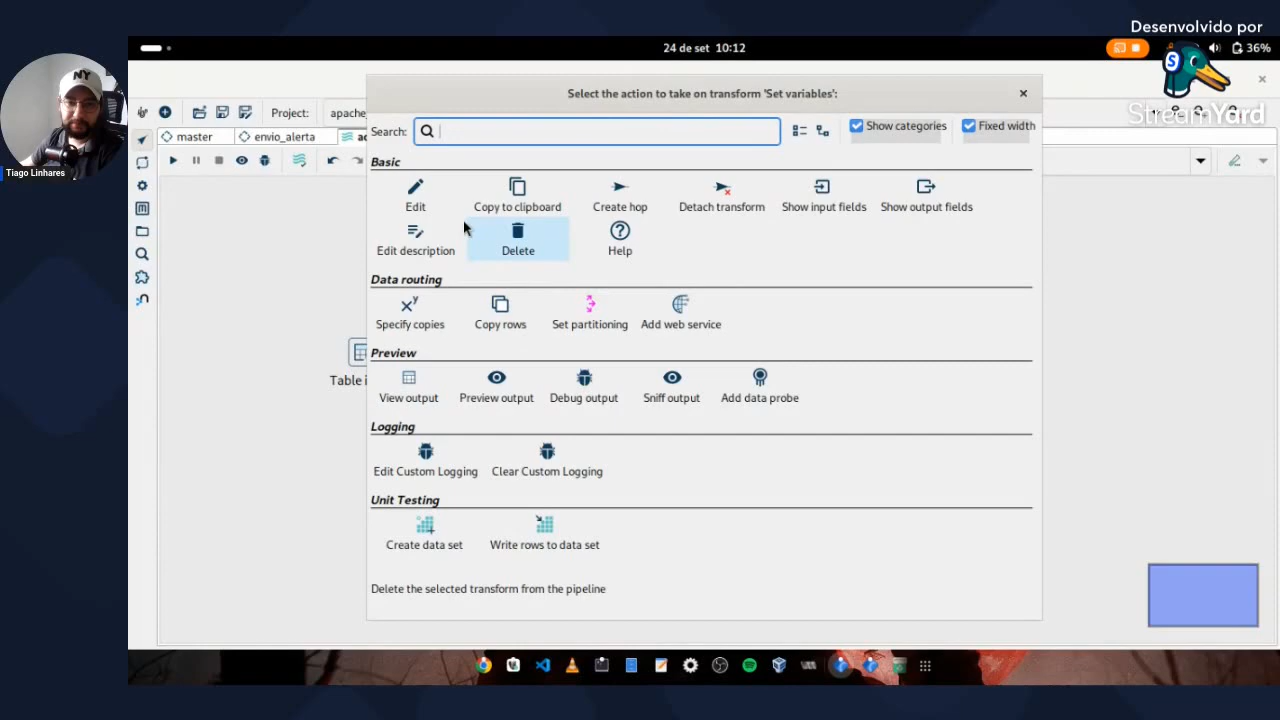 Desenvolvido por
StreamYard
24 de set 10:12
36%
Select the action to take on transform 'Set variables':
Project:
apache
Search:
Show categories
Fixed width
master
envio_alerta
Basic
Edit
Copy to clipboard
Create hop
Detach transform
Show input fields
Show output fields
Edit description
Delete
Help
Data routing
Specify copies
Copy rows
Set partitioning
Add web service
Table i
Preview
View output
Preview output
Debug output
Sniff output
Add data probe
Logging
Edit Custom Logging
Clear Custom Logging
Unit Testing
Create data set
Write rows to data set
Delete the selected transform from the pipeline
Tiago Linhares
NY